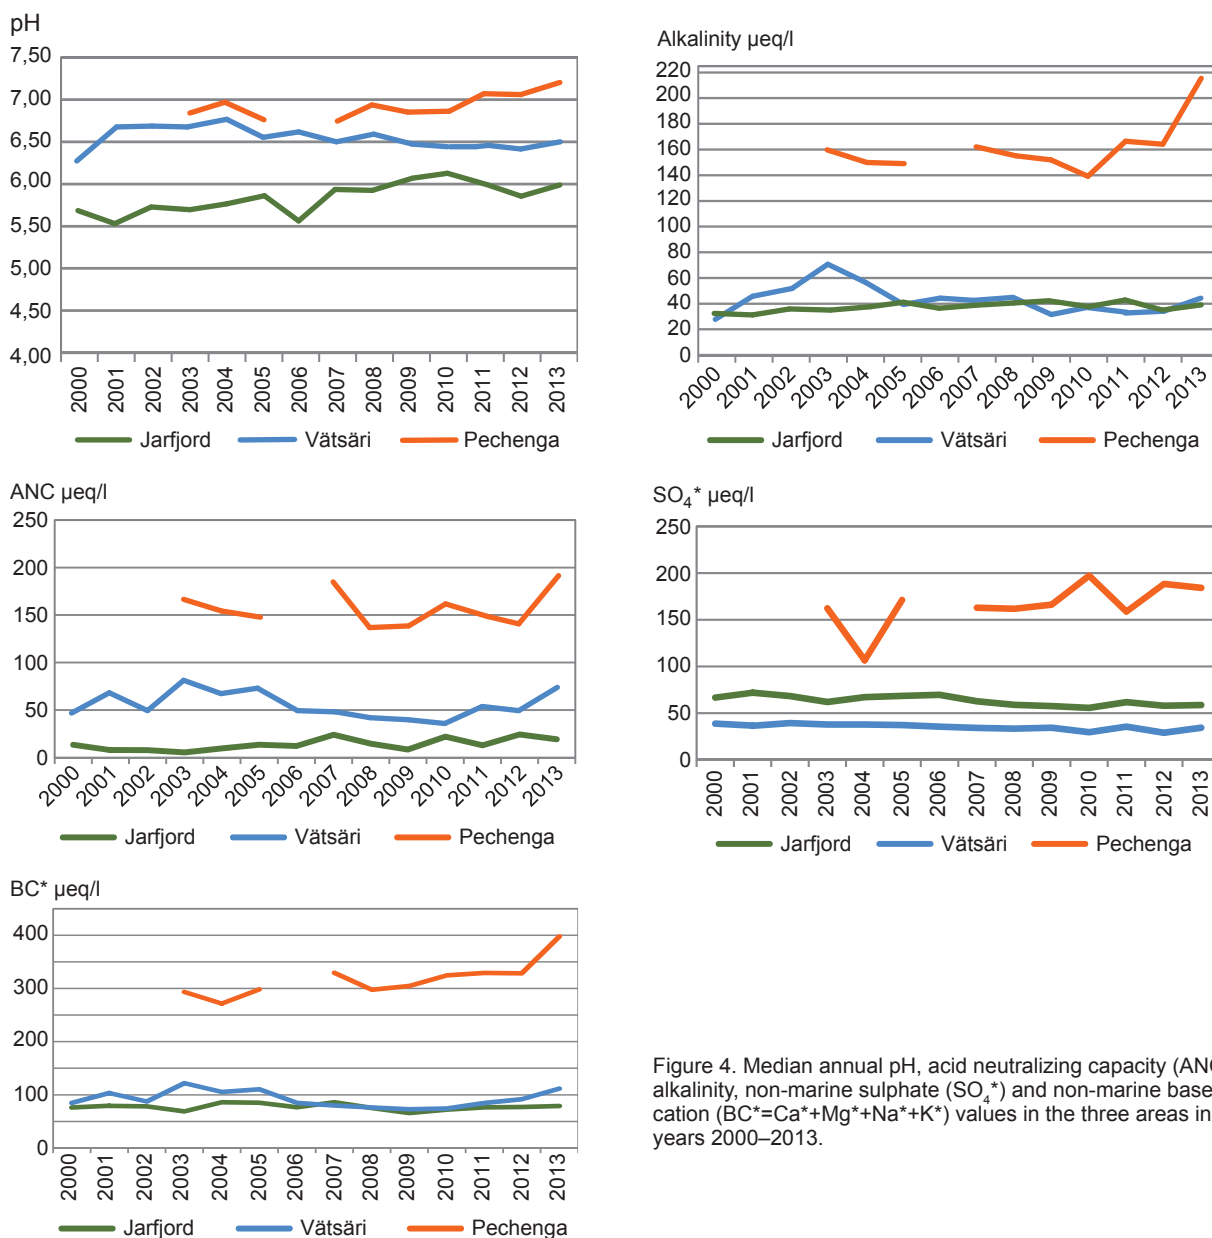 pH
7,50
7,00
6,50
6,00
5,50
5,00
4,50
4,00
2000 2001 2002 2003 2004 2005 2006 2007 2008 2009 2010 2011 2012 2013
Jarfjord Vätsäri Pechenga
Alkalinity µeq/l
220
200
180
160
140
120
100
80
60
40
20
0
2000 2001 2002 2003 2004 2005 2006 2007 2008 2009 2010 2011 2012 2013
Jarfjord Vätsäri Pechenga
ANC µeq/l
250
200
150
100
50
0
2000 2001 2002 2003 2004 2005 2006 2007 2008 2009 2010 2011 2012 2013
Jarfjord Vätsäri Pechenga
SO₄* µeq/l
250
200
150
100
50
0
2000 2001 2002 2003 2004 2005 2006 2007 2008 2009 2010 2011 2012 2013
Jarfjord Vätsäri Pechenga
BC* µeq/l
400
300
200
100
0
2000 2001 2002 2003 2004 2005 2006 2007 2008 2009 2010 2011 2012 2013
Jarfjord Vätsäri Pechenga
Figure 4. Median annual pH, acid neutralizing capacity (ANC
alkalinity, non-marine sulphate (SO₄*) and non-marine base
cation (BC*=Ca*+Mg*+Na*+K*) values in the three areas in
years 2000–2013.